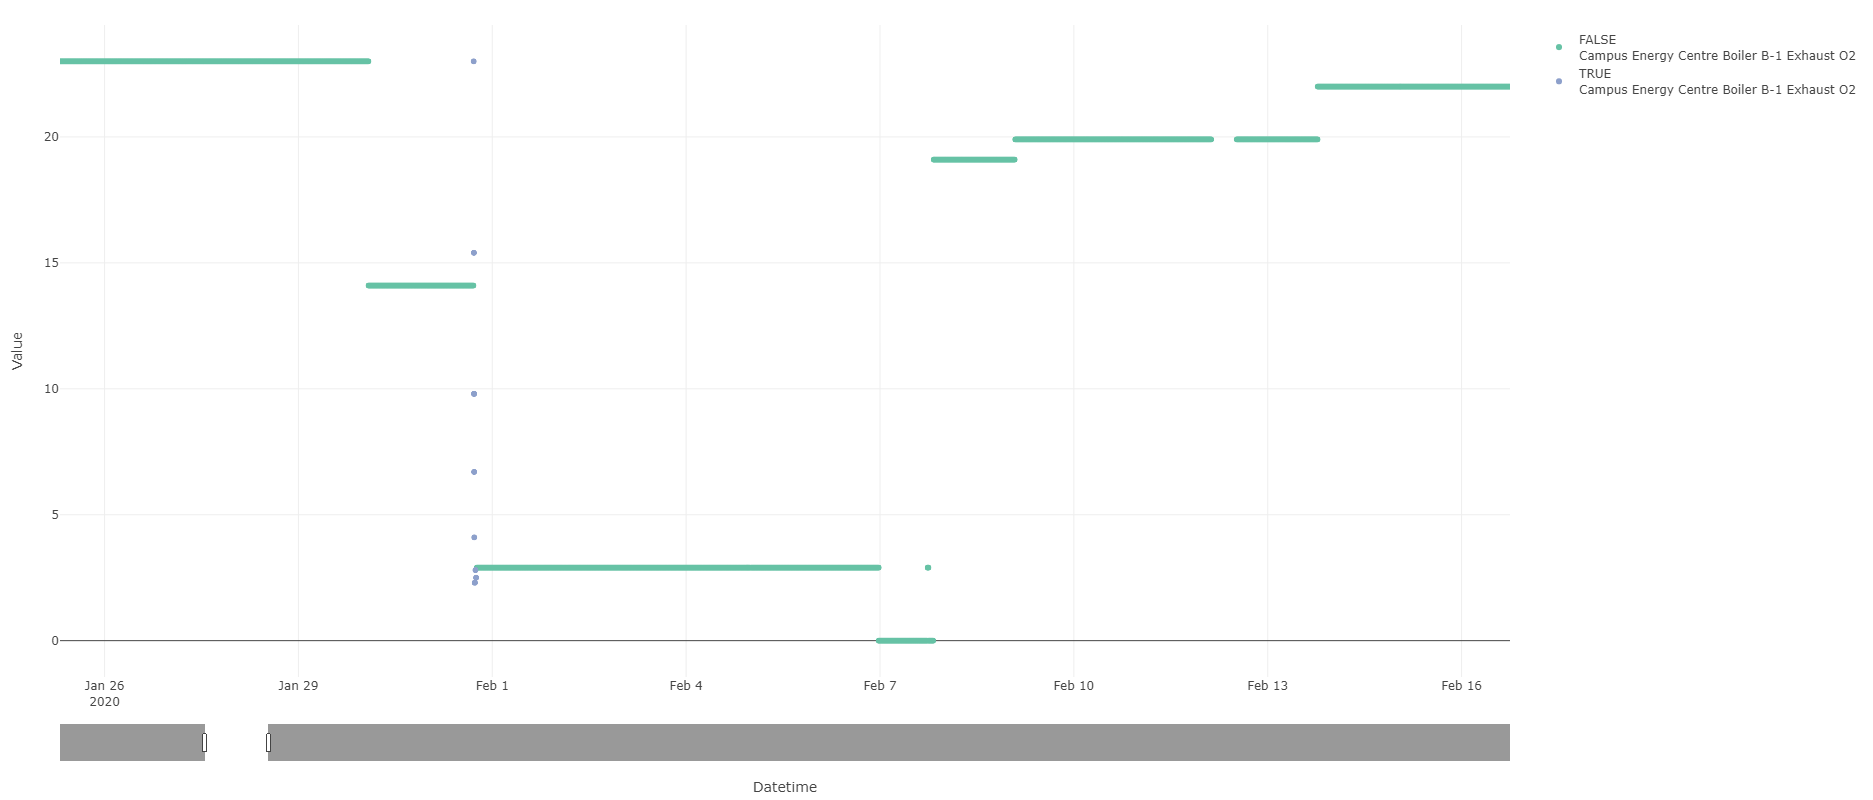 FALSE
Campus Energy Centre Boiler B-1 Exhaust O2
TRUE
Campus Energy Centre Boiler B-1 Exhaust O2
20
15
10
5
0
Value
Jan 26
2020
Jan 29
Feb 1
Feb 4
Feb 7
Feb 10
Feb 13
Feb 16
Datetime